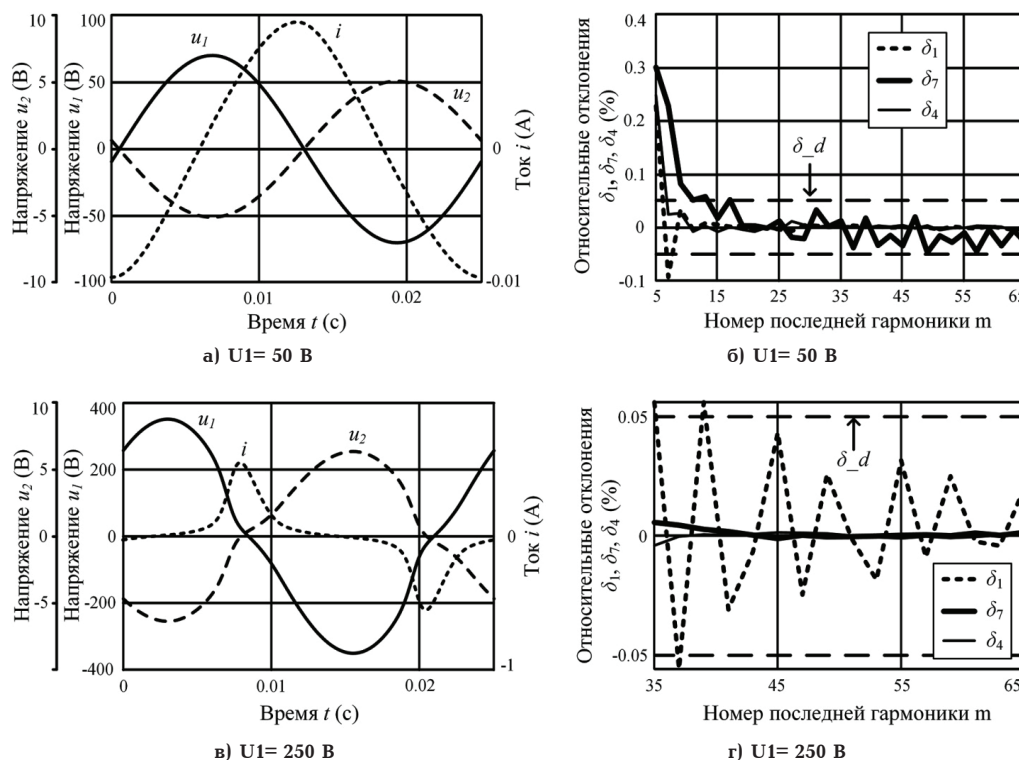 Напряжение u2 (В)
10
5
0
-5
-10
Напряжение u1 (В)
100
50
0
-50
-100
u1
i
u2
Ток i (А)
0
-0.01
0
0.01
0.02
Время t (с)
а) U1= 50 В
Относительные отклонения
δ1, δ7, δ4 (%)
0.4
0.3
0.2
0.1
0
-0.1
δ1
δ7
δ4
δ_d
5
15
25
35
45
55
65
Номер последней гармоники m
б) U1= 50 В
Напряжение u2 (В)
10
5
0
-5
Напряжение u1 (В)
400
200
0
-200
-400
u1
i
u2
Ток i (А)
0
-1
0
0.01
0.02
Время t (с)
в) U1= 250 В
Относительные отклонения
δ1, δ7, δ4 (%)
0.05
0
-0.05
δ_d
δ1
δ7
δ4
35
45
55
65
Номер последней гармоники m
г) U1= 250 В